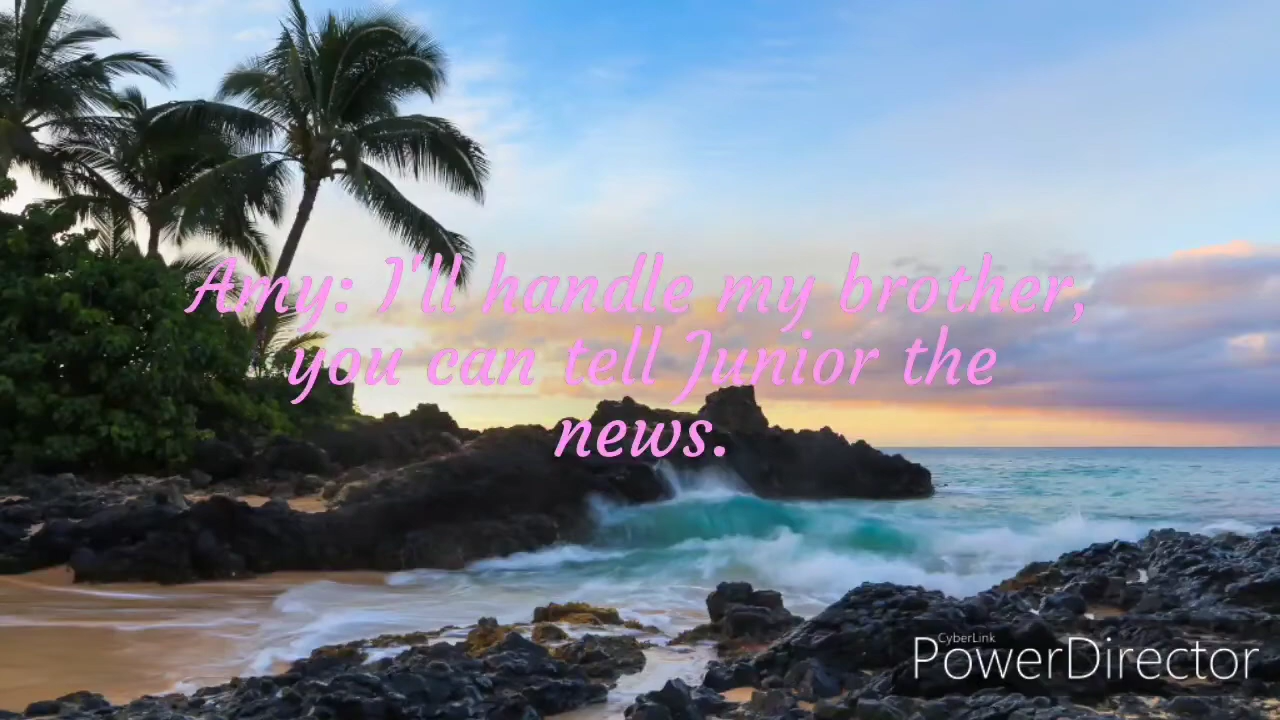 Amy: I'll handle my brother,
you can tell Junior the
news.
CyberLink
PowerDirector